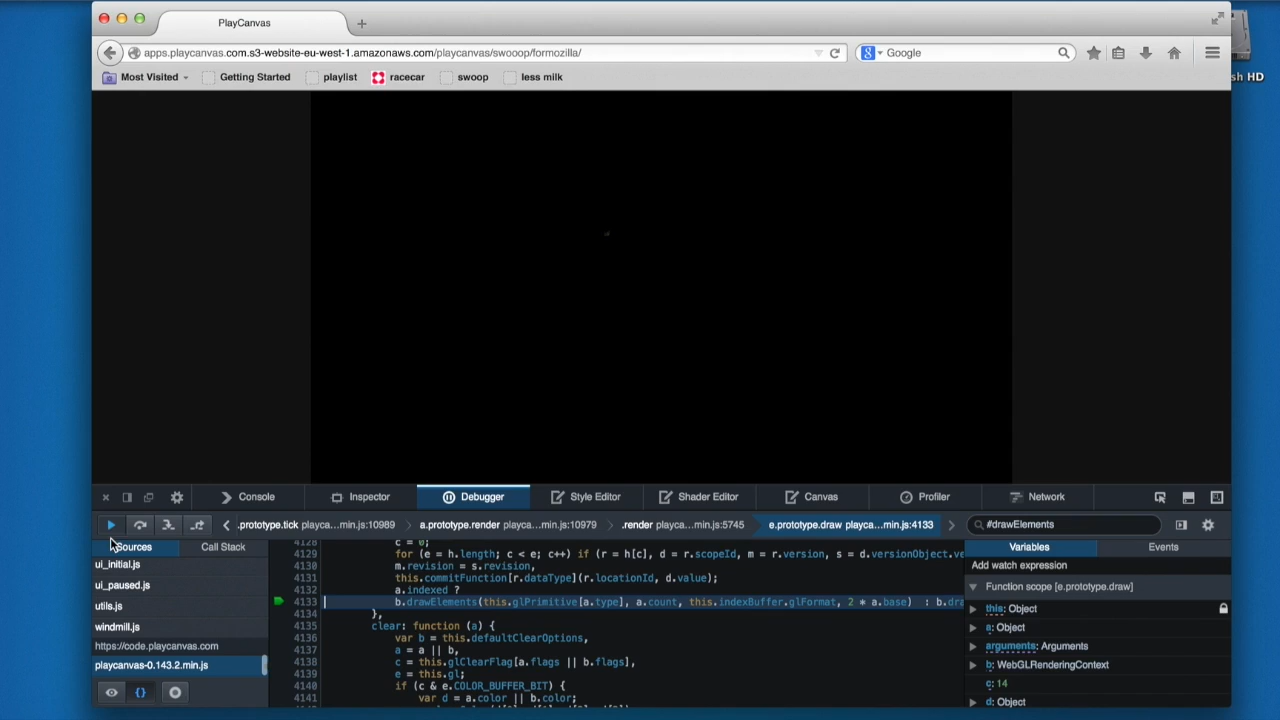 PlayCanvas
apps.playcanvas.com.s3-website-eu-west-1.amazonaws.com/playcanvas/swooop/formozilla/
Google
Most Visited
Getting Started
playlist
racecar
swoop
less milk
sh HD
Console
Inspector
Debugger
Style Editor
Shader Editor
Canvas
Profiler
Network
.prototype.tick playca…min.js:10989
a.prototype.render playca…min.js:10979
.render playca…min.js:5745
e.prototype.draw playca…min.js:4133
#drawElements
Sources
Call Stack
ui_initial.js
ui_paused.js
utils.js
windmill.js
https://code.playcanvas.com
playcanvas-0.143.2.min.js
4128 c = 0;
4129 for (e = h.length; c < e; c++) if (r = h[c], d = r.scopeId, m = r.version, s = d.versionObject.ve
4130 m.revision = s.revision,
4131 this.commitFunction[r.dataType](r.locationId, d.value);
4132 a.indexed ?
4133 b.drawElements(this.glPrimitive[a.type], a.count, this.indexBuffer.glFormat, 2 * a.base) : b.dra
4134 },
4135 clear: function (a) {
4136 var b = this.defaultClearOptions,
4137 a = a || b,
4138 c = this.glClearFlag[a.flags || b.flags],
4139 e = this.gl;
4140 if (c & e.COLOR_BUFFER_BIT) {
4141 var d = a.color || b.color;
Variables
Events
Add watch expression
Function scope [e.prototype.draw]
this: Object
a: Object
arguments: Arguments
b: WebGLRenderingContext
c: 14
d: Object